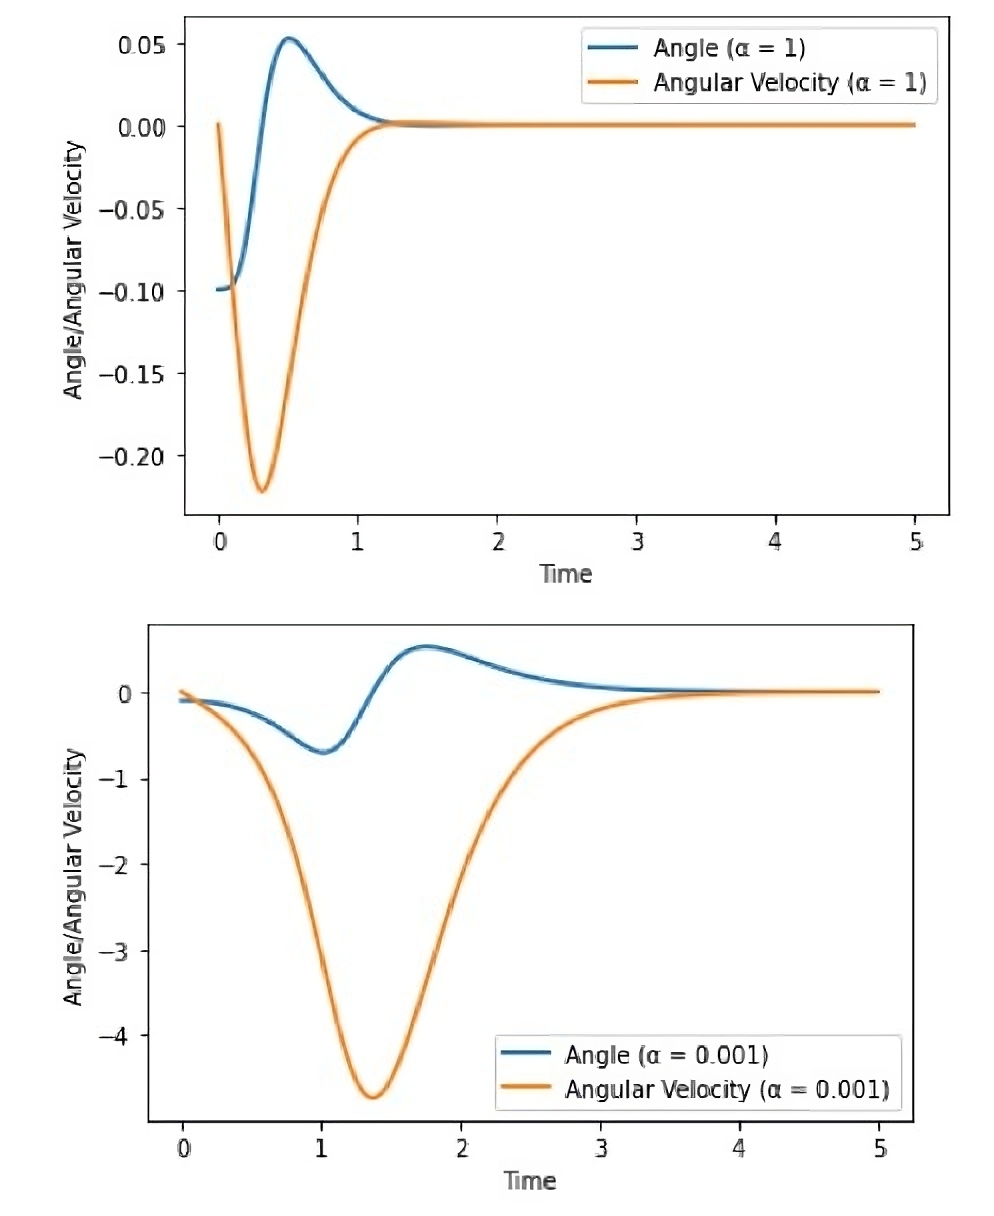 Angle (α = 1)
Angular Velocity (α = 1)
0.05
0.00
−0.05
−0.10
−0.15
−0.20
Angle/Angular Velocity
0 1 2 3 4 5
Time
0
−1
−2
−3
−4
Angle/Angular Velocity
Angle (α = 0.001)
Angular Velocity (α = 0.001)
0 1 2 3 4 5
Time